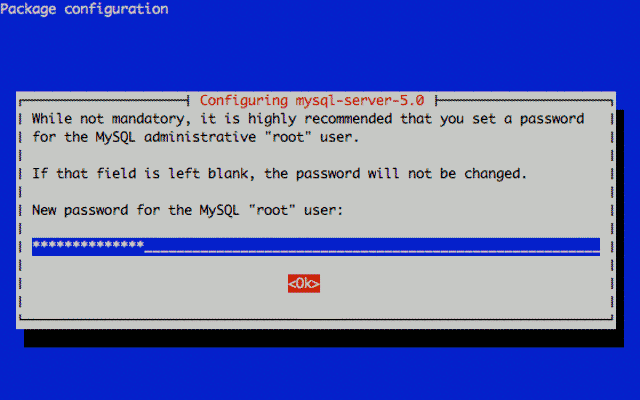 Package configuration
Configuring mysql-server-5.0
While not mandatory, it is highly recommended that you set a password
for the MySQL administrative "root" user.
If that field is left blank, the password will not be changed.
New password for the MySQL "root" user:
**************
<Ok>